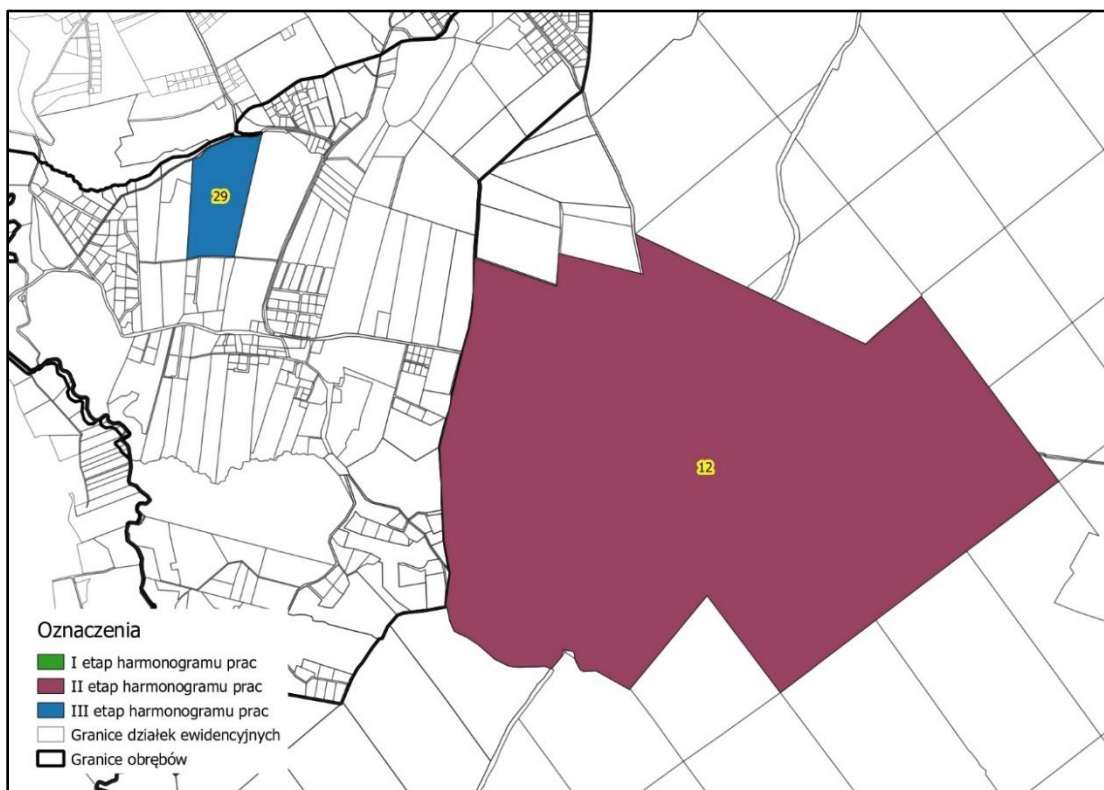 29
12
Oznaczenia
I etap harmonogramu prac
II etap harmonogramu prac
III etap harmonogramu prac
Granice działek ewidencyjnych
Granice obrębów